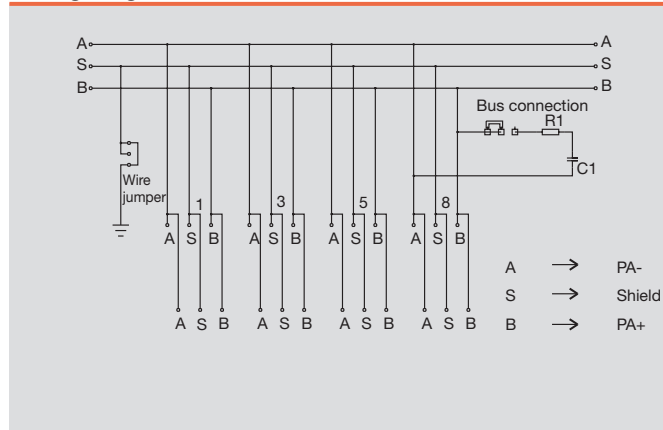 A A
S S
B B
Bus connection
R1
C1
Wire
jumper
1 3 5 8
A S B A S B A S B A S B
A → PA-
S → Shield
B → PA+
A S B A S B A S B A S B